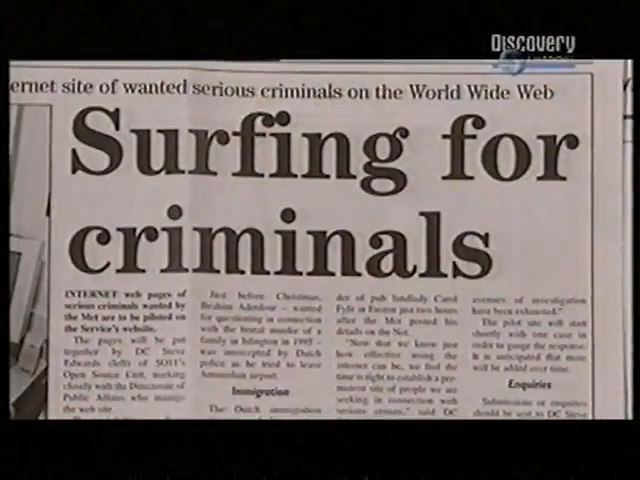 Discovery
ernet site of wanted serious criminals on the World Wide Web
Surfing for
criminals
INTERNET web pages of
serious criminals wanted by
the Met are to be piloted on
the Service's website.
The pages will be put
together by DC Steve
Edwards (left) of SO11's
Open Source Unit, working
closely with the Directorate of
Public Affairs who manage
the web site.
Just before Christmas,
Ibrahim – wanted
for questioning in connection
with the brutal murder of a
family in Islington in 1995 –
was intercepted by Dutch
police as he tried to leave
Amsterdam airport.
Immigration
The Dutch immigration
der of pub landlady Carol
Fyfe in Euston just two hours
after the Met posted his
details on the Net.
"Now that we know just
how effective using the
internet can be, we feel the
time is right to establish a per-
manent site of people we are
seeking in connection with
serious crimes," said DC
avenues of investigation
have been exhausted."
The pilot site will start
shortly with one case in
order to gauge the response.
It is anticipated that more
will be added over time.
Enquiries
Submissions or enquiries
should be sent to DC Steve